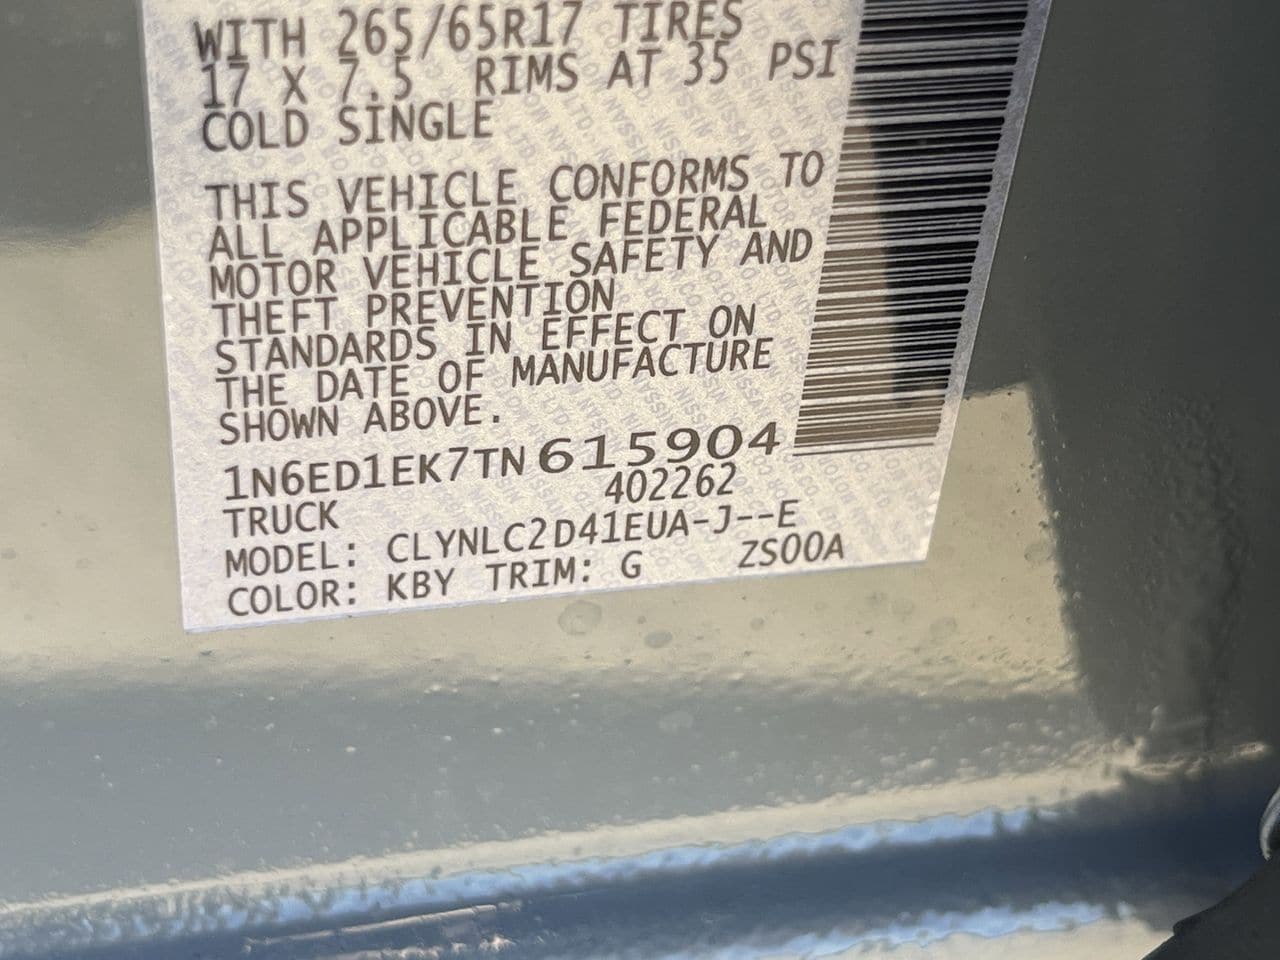 WITH 265/65R17 TIRES
17 X 7.5 RIMS AT 35 PSI
COLD SINGLE
THIS VEHICLE CONFORMS TO
ALL APPLICABLE FEDERAL
MOTOR VEHICLE SAFETY AND
THEFT PREVENTION
STANDARDS IN EFFECT ON
THE DATE OF MANUFACTURE
SHOWN ABOVE.
1N6ED1EK7TN615904
402262
TRUCK
MODEL: CLYNLC2D41EUA-J--E
COLOR: KBY TRIM: G ZS00A